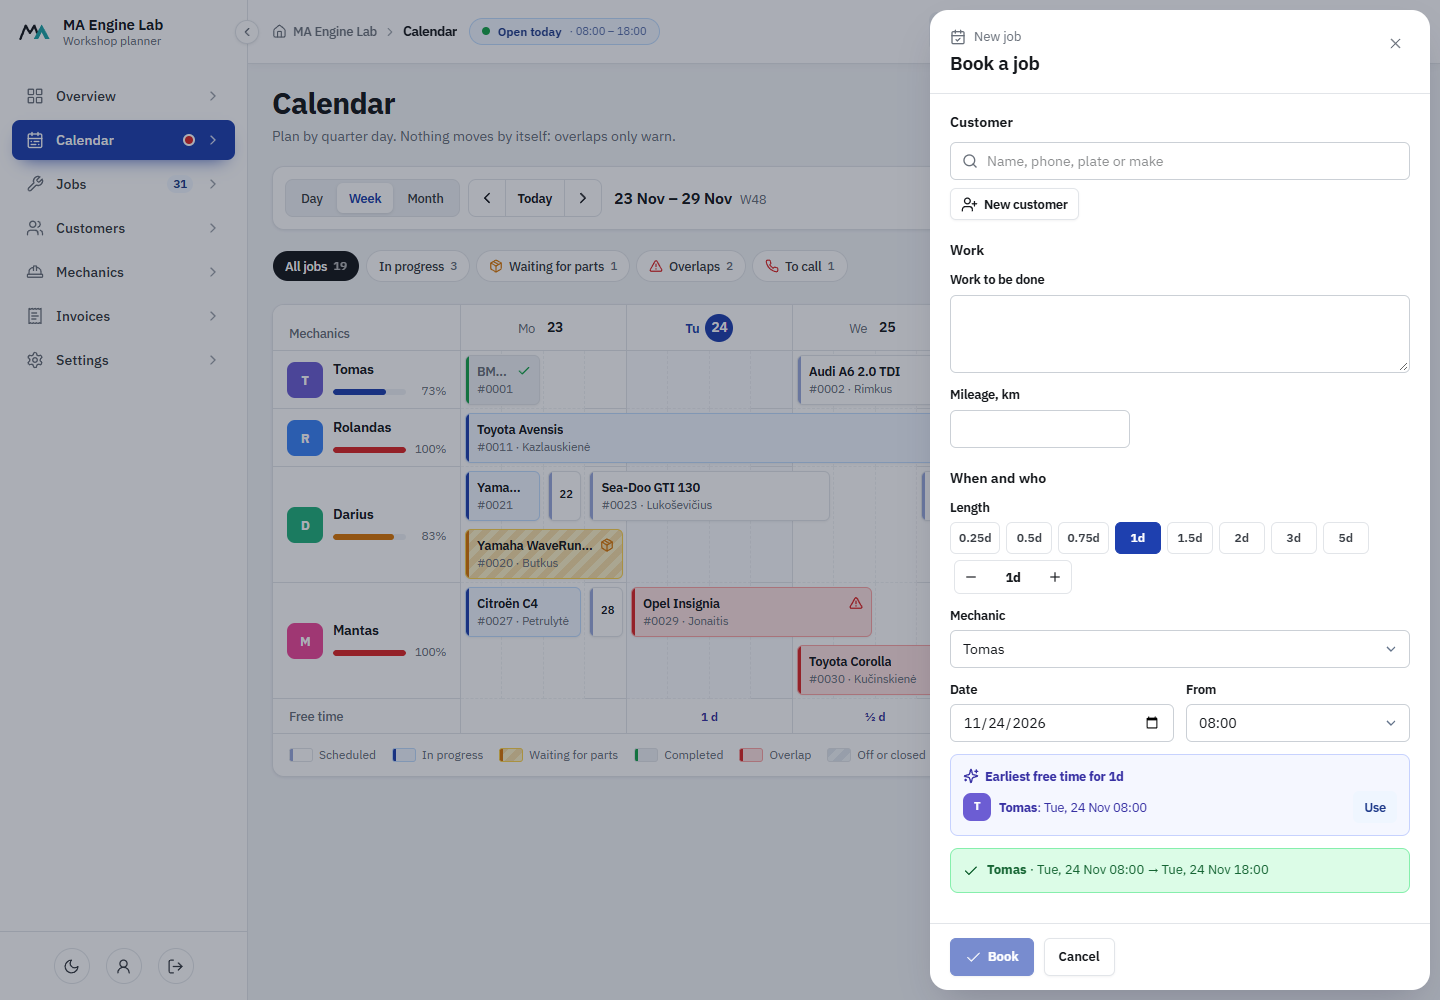 MA Engine Lab
Workshop planner
Overview
Calendar
Jobs 31
Customers
Mechanics
Invoices
Settings
MA Engine Lab > Calendar Open today · 08:00 – 18:00
Calendar
Plan by quarter day. Nothing moves by itself: overlaps only warn.
Day Week Month Today 23 Nov – 29 Nov W48
All jobs 19 In progress 3 Waiting for parts 1 Overlaps 2 To call 1
Mechanics Mo 23 Tu 24 We 25
T Tomas 73%
BM...
#0001
Audi A6 2.0 TDI
#0002 · Rimkus
R Rolandas 100%
Toyota Avensis
#0011 · Kazlauskienė
D Darius 83%
Yama...
#0021
22
Sea-Doo GTI 130
#0023 · Lukoševičius
Yamaha WaveRun...
#0020 · Butkus
M Mantas 100%
Citroën C4
#0027 · Petrulytė
28
Opel Insignia
#0029 · Jonaitis
Toyota Corolla
#0030 · Kučinskienė
Free time 1 d ½ d
Scheduled In progress Waiting for parts Completed Overlap Off or closed
New job
Book a job
Customer
Name, phone, plate or make
New customer
Work
Work to be done
Mileage, km
When and who
Length
0.25d 0.5d 0.75d 1d 1.5d 2d 3d 5d
− 1d +
Mechanic
Tomas
Date From
11/24/2026 08:00
Earliest free time for 1d
T Tomas: Tue, 24 Nov 08:00 Use
Tomas · Tue, 24 Nov 08:00 → Tue, 24 Nov 18:00
Book Cancel